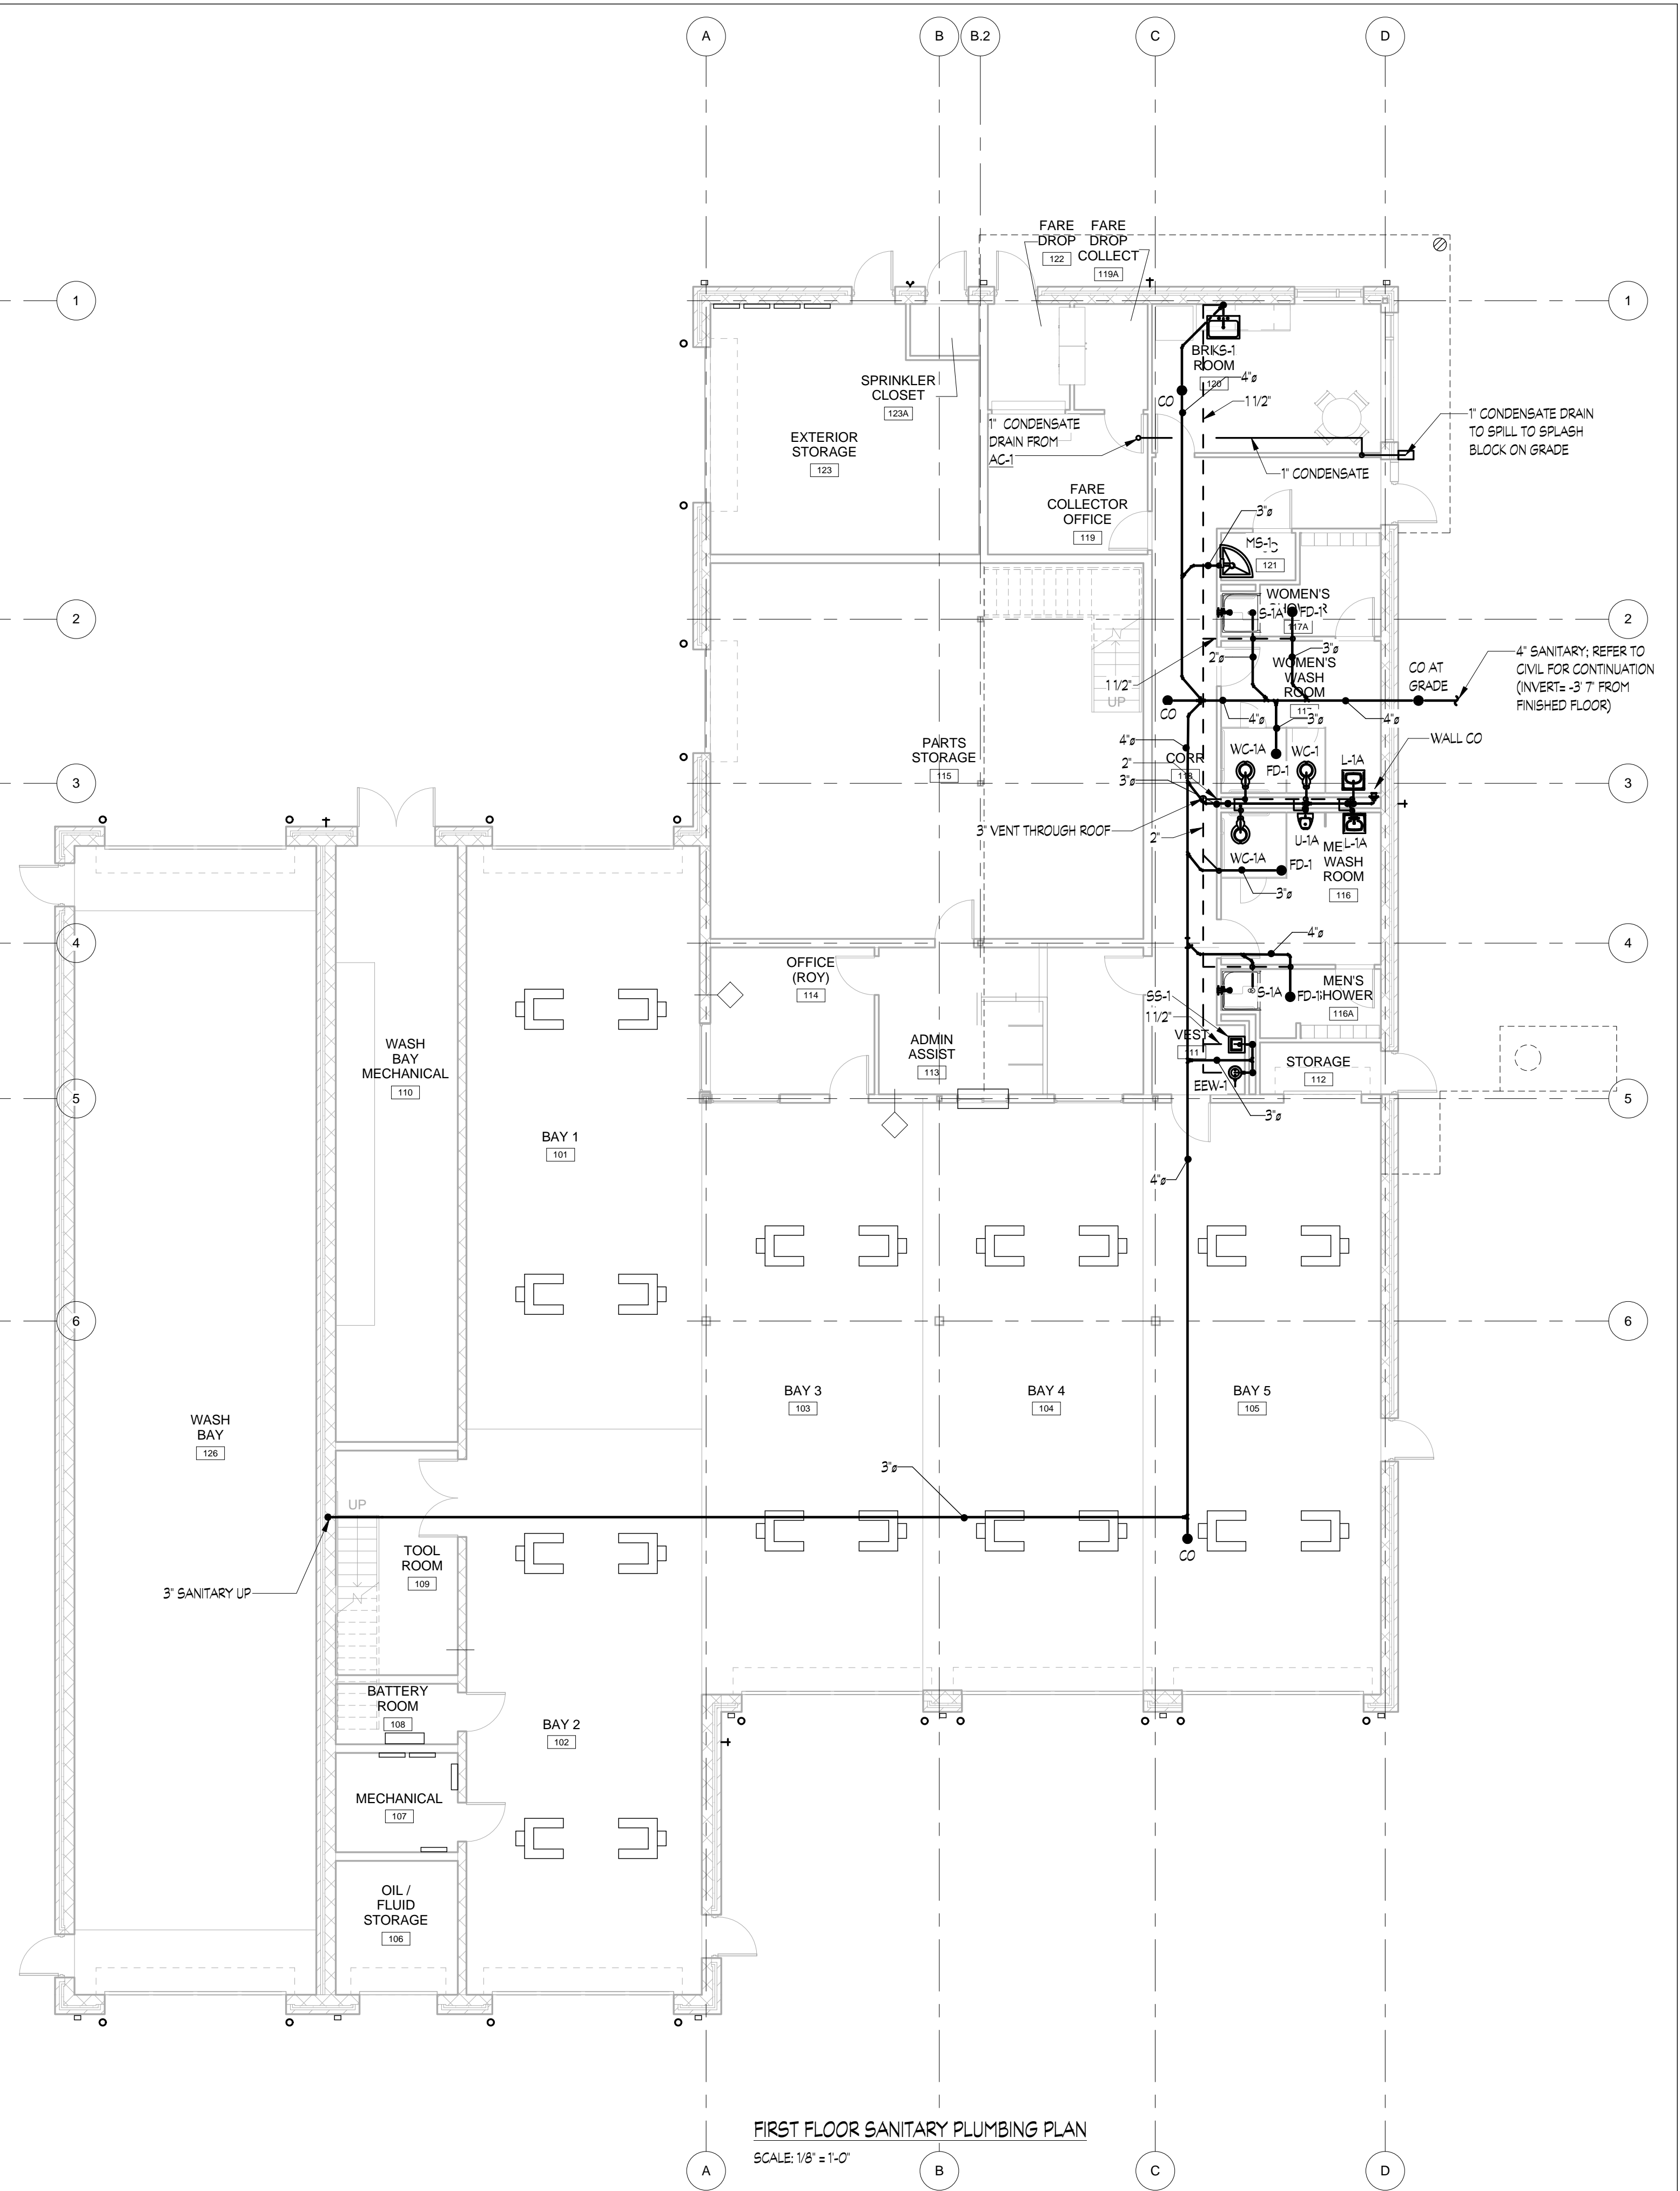 A
B
B.2
C
D
FARE
DROP
122
FARE
DROP
COLLECT
119A
1
1
BRKS-1
ROOM
120
4"ø
CO
1 1/2"
SPRINKLER
CLOSET
123A
1" CONDENSATE
DRAIN FROM
AC-1
1" CONDENSATE DRAIN
TO SPILL TO SPLASH
BLOCK ON GRADE
EXTERIOR
STORAGE
123
1" CONDENSATE
FARE
COLLECTOR
OFFICE
119
3"ø
MS-1
121
WOMEN'S
S-1A
FD-1
117A
2
2
3"ø
2"ø
WOMEN'S
WASH
ROOM
1 1/2"
CO AT
GRADE
4" SANITARY; REFER TO
CIVIL FOR CONTINUATION
(INVERT= -3' 7" FROM
FINISHED FLOOR)
UP
CO
4"ø
3"ø
4"ø
WALL CO
4"ø
2"
3"ø
PARTS
STORAGE
115
CORR
118
WC-1A
FD-1
WC-1
L-1A
3
3
3" VENT THROUGH ROOF
2"
WC-1A
U-1A
L-1A
FD-1
3"ø
WASH
ROOM
116
4
4
4"ø
OFFICE
(ROY)
114
SS-1
1 1/2"
S-1A
FD-1
MEN'S
SHOWER
116A
WASH
BAY
MECHANICAL
110
ADMIN
ASSIST
113
VEST
111
STORAGE
112
EEW-1
5
5
3"ø
BAY 1
101
4"ø
6
6
BAY 3
103
BAY 4
104
BAY 5
105
WASH
BAY
126
3"ø
UP
TOOL
ROOM
109
CO
3" SANITARY UP
BATTERY
ROOM
108
BAY 2
102
MECHANICAL
107
OIL /
FLUID
STORAGE
106
FIRST FLOOR SANITARY PLUMBING PLAN
SCALE: 1/8" = 1'-0"
A
B
C
D